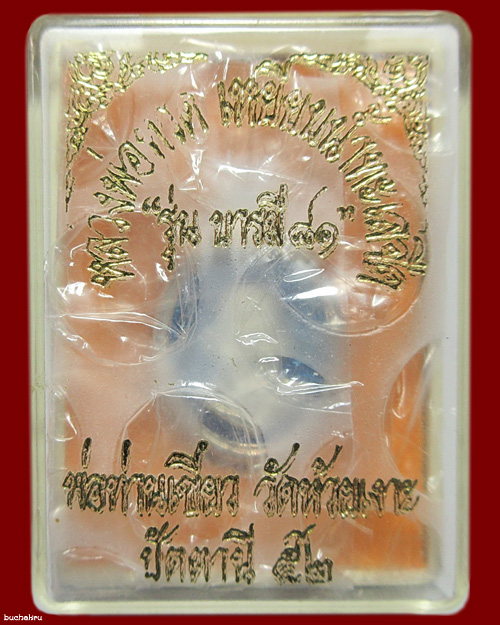 หลวงพ่อทวด เหยียบน้ำทะเลจืด
"รุ่น บารมี ๘๑"
พ่อท่านเขียว วัดห้วยเงาะ
ปัตตานี ๕๒
buchakru